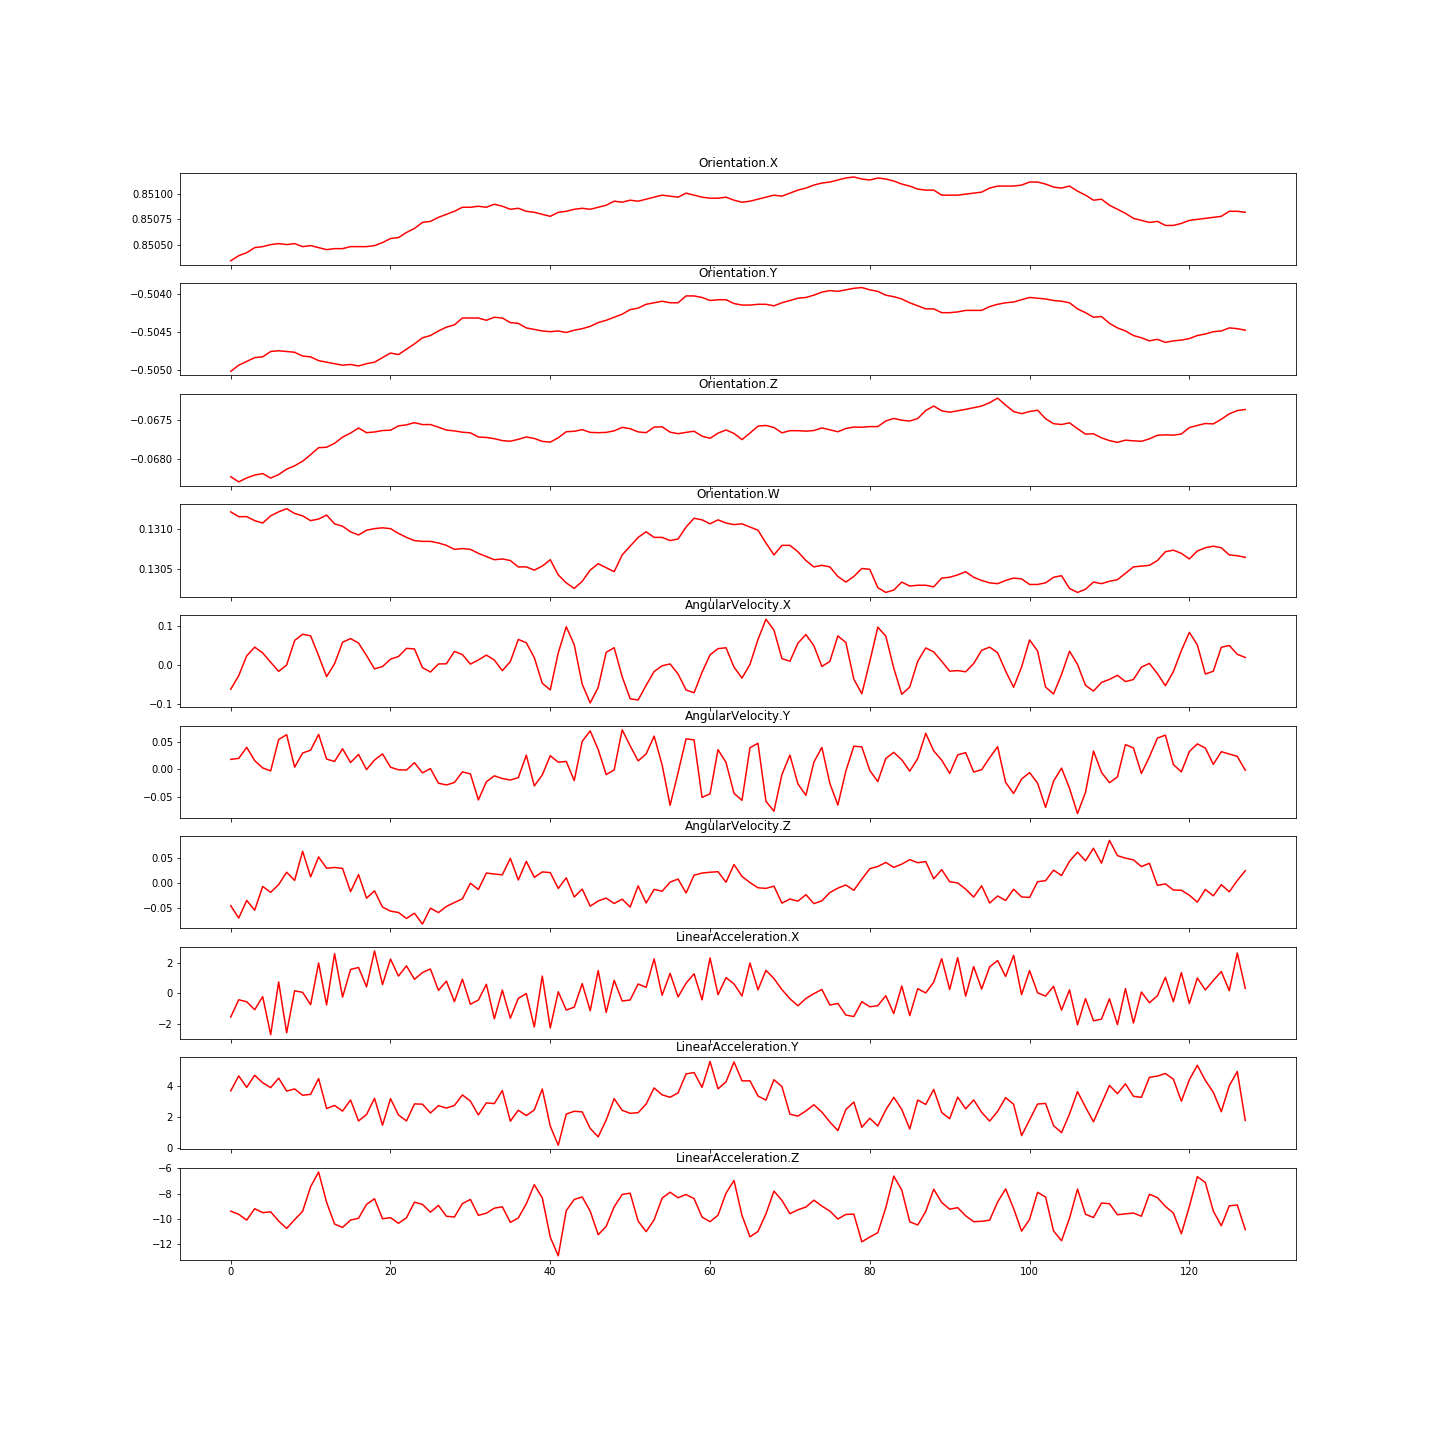 Orientation.X
0.85100
0.85075
0.85050
Orientation.Y
−0.5040
−0.5045
−0.5050
Orientation.Z
−0.0675
−0.0680
Orientation.W
0.1310
0.1305
AngularVelocity.X
0.1
0.0
−0.1
AngularVelocity.Y
0.05
0.00
−0.05
AngularVelocity.Z
0.05
0.00
−0.05
LinearAcceleration.X
2
0
−2
LinearAcceleration.Y
4
2
0
LinearAcceleration.Z
−6
−8
−10
−12
0 20 40 60 80 100 120